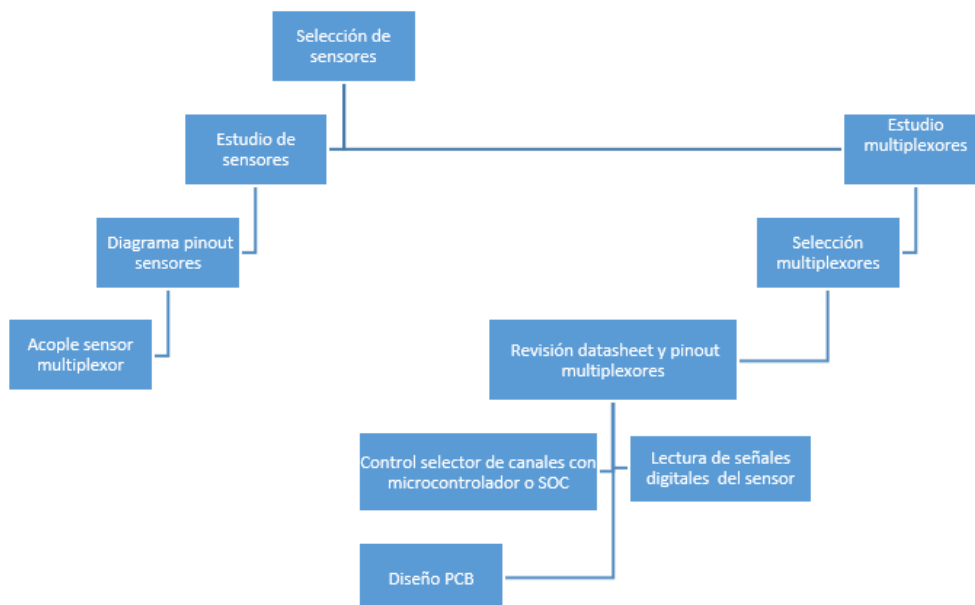 Selección de
sensores
Estudio de
sensores
Estudio
multiplexores
Diagrama pinout
sensores
Selección
multiplexores
Acople sensor
multiplexor
Revisión datasheet y pinout
multiplexores
Control selector de canales con
microcontrolador o SOC
Lectura de señales
digitales del sensor
Diseño PCB